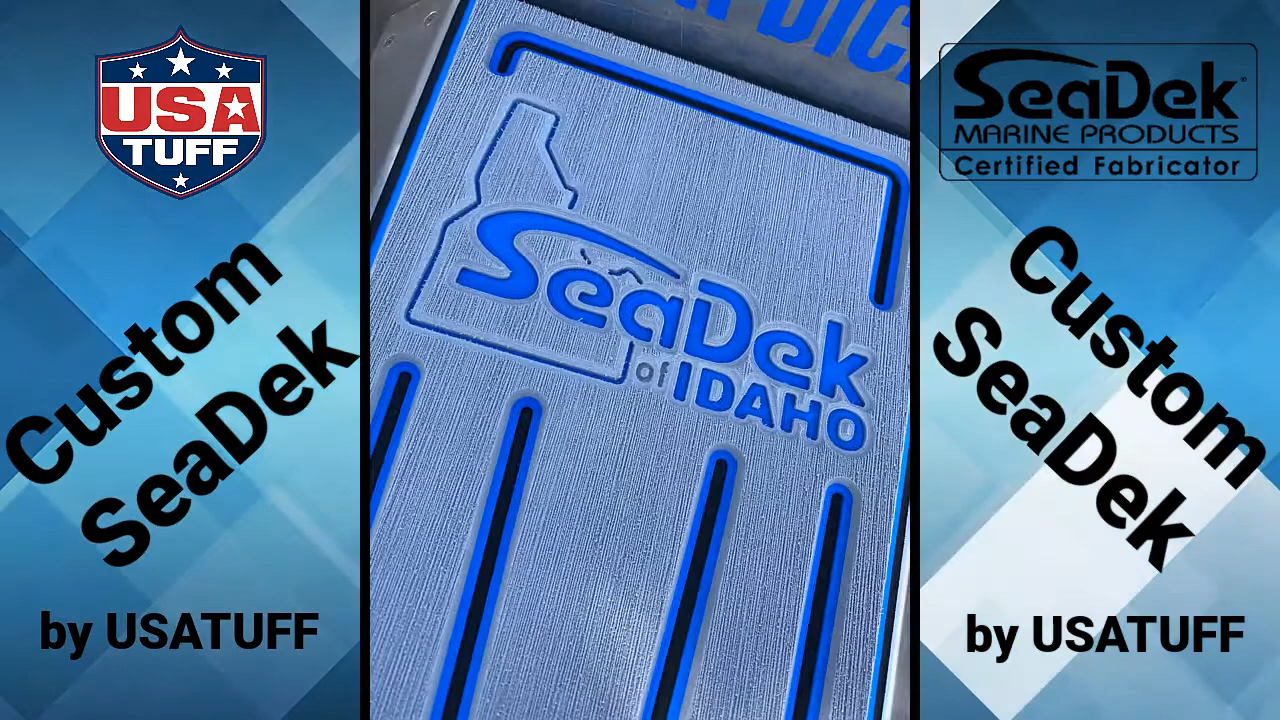 USA
TUFF
Custom
SeaDek
by USATUFF
SeaDek
of IDAHO
SeaDek
MARINE PRODUCTS
Certified Fabricator
Custom
SeaDek
by USATUFF